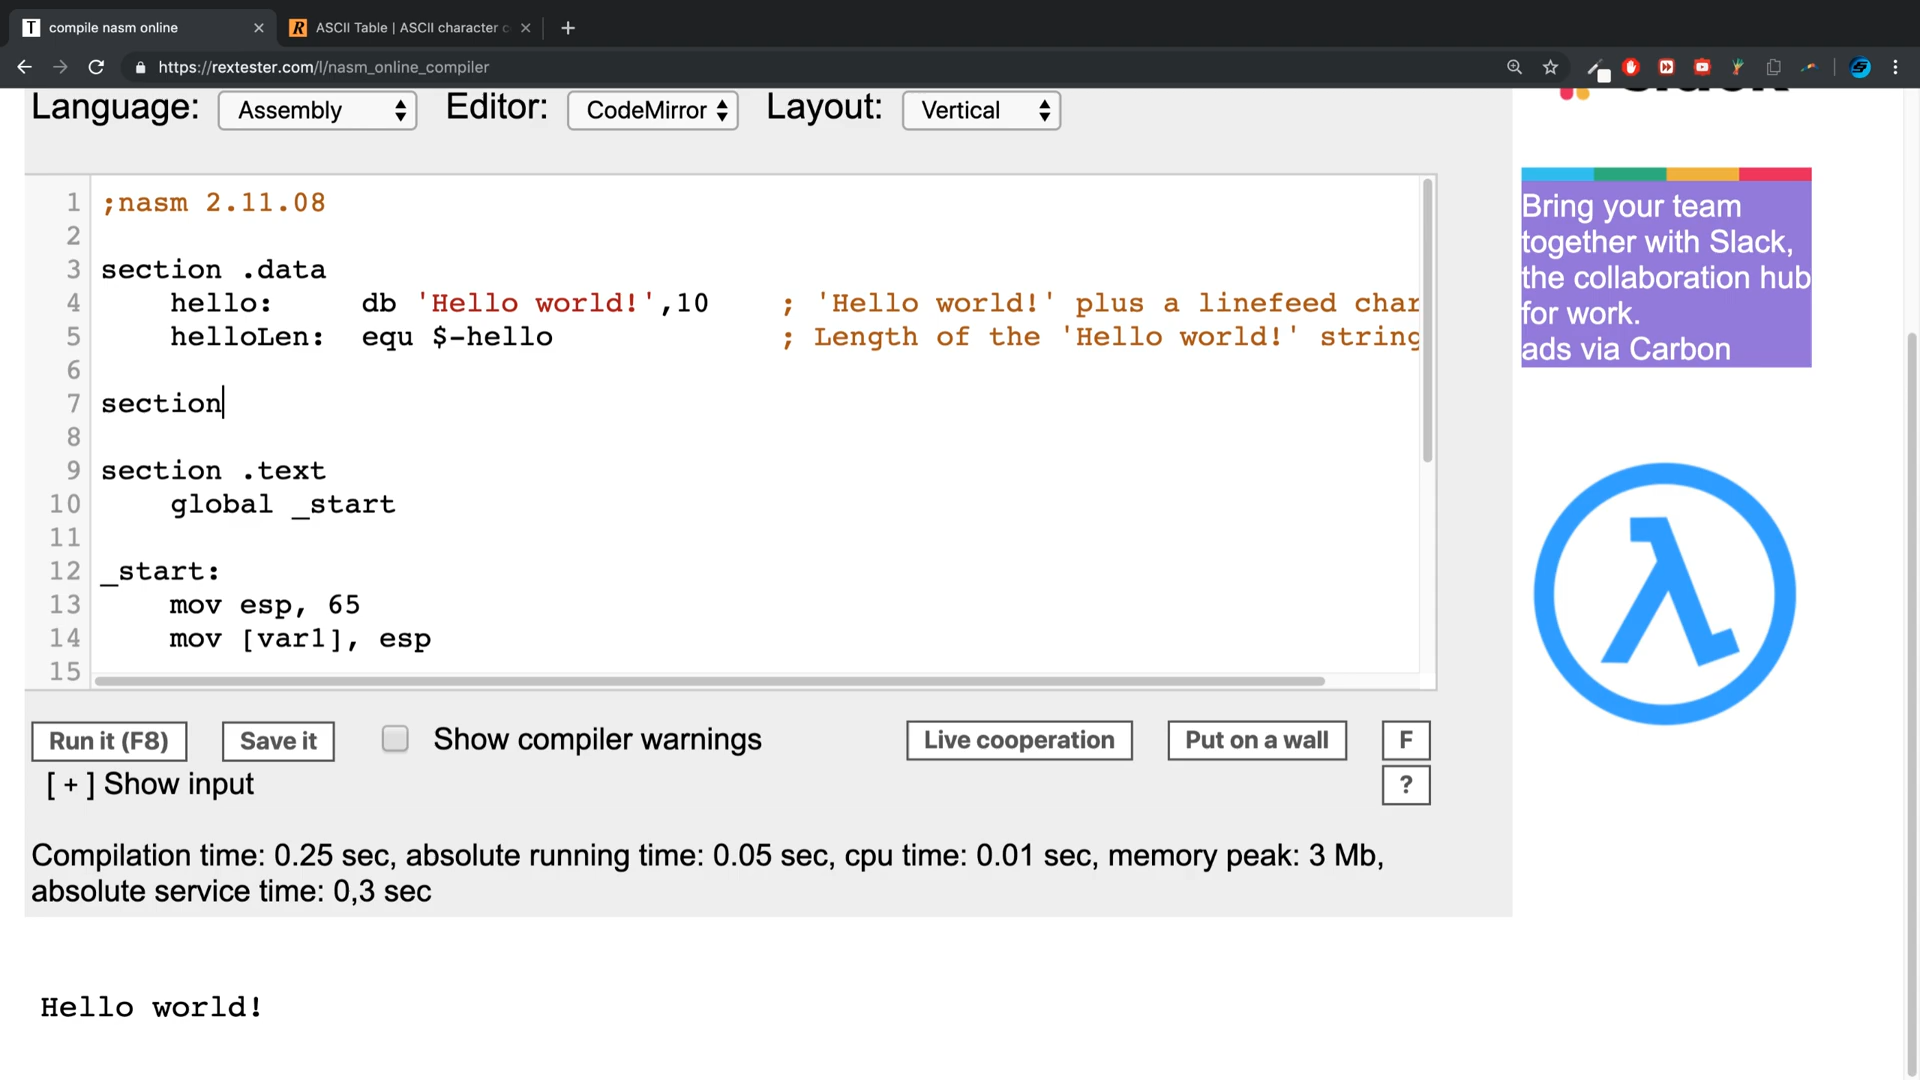 compile nasm online
ASCII Table | ASCII character c
https://rextester.com/l/nasm_online_compiler
Language: Assembly Editor: CodeMirror Layout: Vertical
1 ;nasm 2.11.08
2
3 section .data
4 hello: db 'Hello world!',10 ; 'Hello world!' plus a linefeed char
5 helloLen: equ $-hello ; Length of the 'Hello world!' string
6
7 section
8
9 section .text
10 global _start
11
12 _start:
13 mov esp, 65
14 mov [var1], esp
15
Run it (F8) Save it Show compiler warnings Live cooperation Put on a wall F
[ + ] Show input ?
Compilation time: 0.25 sec, absolute running time: 0.05 sec, cpu time: 0.01 sec, memory peak: 3 Mb,
absolute service time: 0,3 sec
Hello world!
Bring your team
together with Slack,
the collaboration hub
for work.
ads via Carbon